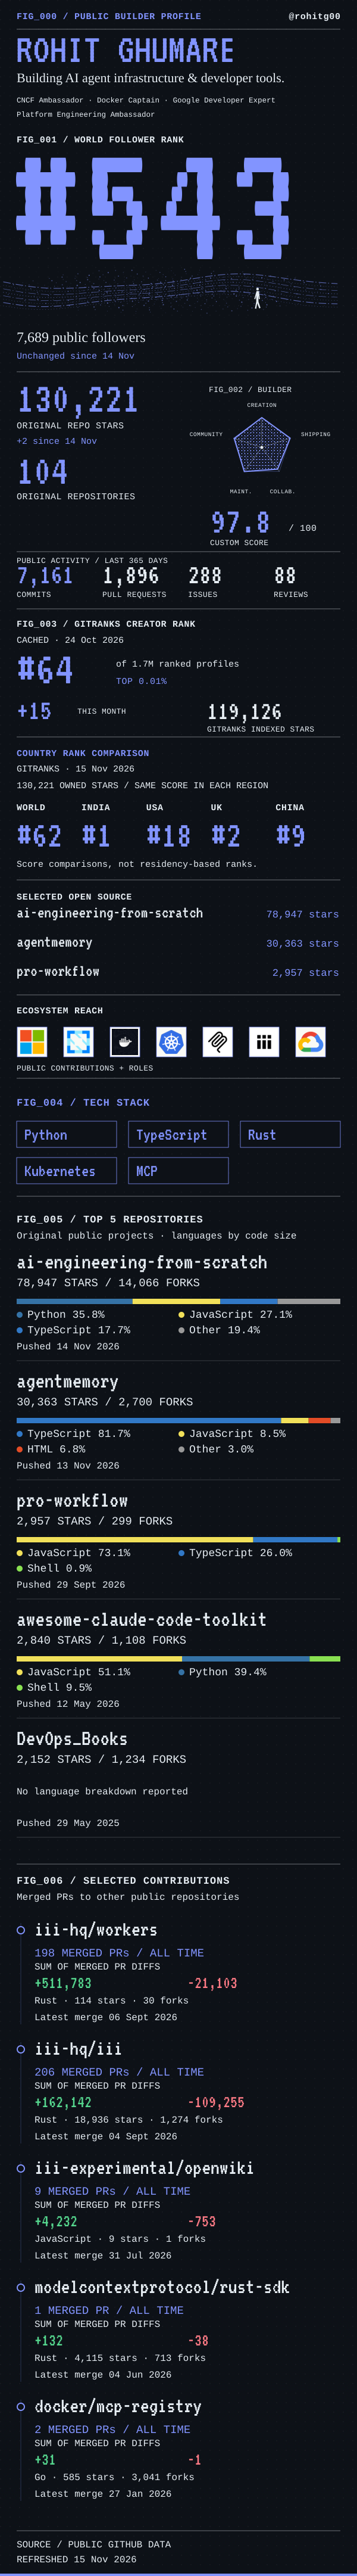 FIG_000 / PUBLIC BUILDER PROFILE @rohitg00
ROHIT GHUMARE
Building AI agent infrastructure & developer tools.
CNCF Ambassador · Docker Captain · Google Developer Expert
Platform Engineering Ambassador
FIG_001 / WORLD FOLLOWER RANK
#543
7,689 public followers
Unchanged since 14 Nov
130,221
ORIGINAL REPO STARS
+2 since 14 Nov
104
ORIGINAL REPOSITORIES
FIG_002 / BUILDER
CREATION
COMMUNITY SHIPPING
MAINT. COLLAB.
97.8 / 100
CUSTOM SCORE
PUBLIC ACTIVITY / LAST 365 DAYS
7,161 1,896 288 88
COMMITS PULL REQUESTS ISSUES REVIEWS
FIG_003 / GITRANKS CREATOR RANK
CACHED · 24 Oct 2026
#64 of 1.7M ranked profiles
TOP 0.01%
+15 THIS MONTH 119,126
GITRANKS INDEXED STARS
COUNTRY RANK COMPARISON
GITRANKS · 15 Nov 2026
130,221 OWNED STARS / SAME SCORE IN EACH REGION
WORLD INDIA USA UK CHINA
#62 #1 #18 #2 #9
Score comparisons, not residency-based ranks.
SELECTED OPEN SOURCE
ai-engineering-from-scratch 78,947 stars
agentmemory 30,363 stars
pro-workflow 2,957 stars
ECOSYSTEM REACH
iii
PUBLIC CONTRIBUTIONS + ROLES
FIG_004 / TECH STACK
Python TypeScript Rust
Kubernetes MCP
FIG_005 / TOP 5 REPOSITORIES
Original public projects · languages by code size
ai-engineering-from-scratch
78,947 STARS / 14,066 FORKS
Python 35.8% JavaScript 27.1%
TypeScript 17.7% Other 19.4%
Pushed 14 Nov 2026
agentmemory
30,363 STARS / 2,700 FORKS
TypeScript 81.7% JavaScript 8.5%
HTML 6.8% Other 3.0%
Pushed 13 Nov 2026
pro-workflow
2,957 STARS / 299 FORKS
JavaScript 73.1% TypeScript 26.0%
Shell 0.9%
Pushed 29 Sept 2026
awesome-claude-code-toolkit
2,840 STARS / 1,108 FORKS
JavaScript 51.1% Python 39.4%
Shell 9.5%
Pushed 12 May 2026
DevOps_Books
2,152 STARS / 1,234 FORKS
No language breakdown reported
Pushed 29 May 2025
FIG_006 / SELECTED CONTRIBUTIONS
Merged PRs to other public repositories
iii-hq/workers
198 MERGED PRs / ALL TIME
SUM OF MERGED PR DIFFS
+511,783 -21,103
Rust · 114 stars · 30 forks
Latest merge 06 Sept 2026
iii-hq/iii
206 MERGED PRs / ALL TIME
SUM OF MERGED PR DIFFS
+162,142 -109,255
Rust · 18,936 stars · 1,274 forks
Latest merge 04 Sept 2026
iii-experimental/openwiki
9 MERGED PRs / ALL TIME
SUM OF MERGED PR DIFFS
+4,232 -753
JavaScript · 9 stars · 1 forks
Latest merge 31 Jul 2026
modelcontextprotocol/rust-sdk
1 MERGED PR / ALL TIME
SUM OF MERGED PR DIFFS
+132 -38
Rust · 4,115 stars · 713 forks
Latest merge 04 Jun 2026
docker/mcp-registry
2 MERGED PRs / ALL TIME
SUM OF MERGED PR DIFFS
+31 -1
Go · 585 stars · 3,041 forks
Latest merge 27 Jan 2026
SOURCE / PUBLIC GITHUB DATA
REFRESHED 15 Nov 2026